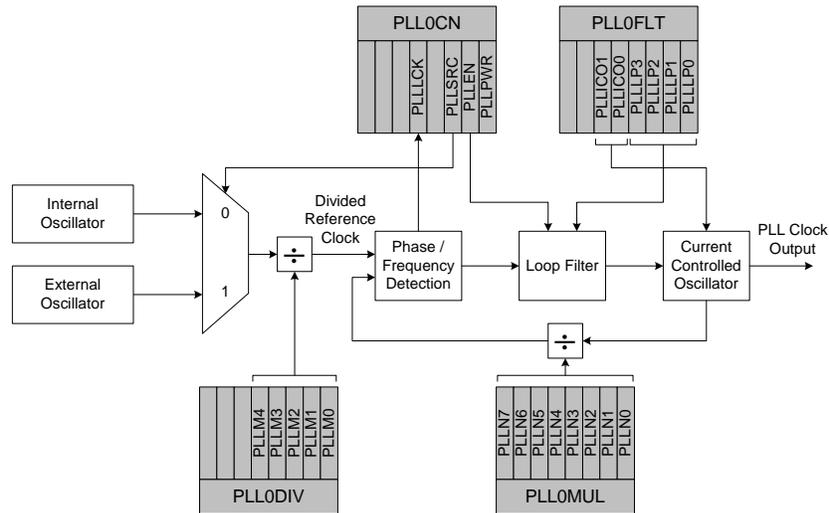 PLL0CN
PLLLCK
PLLSRC
PLLEN
PLLPWR
PLL0FLT
PLLICO1
PLLICO0
PLLLP3
PLLLP2
PLLLP1
PLLLP0
Internal
Oscillator
External
Oscillator
0
1
÷
Divided
Reference
Clock
Phase /
Frequency
Detection
Loop Filter
Current
Controlled
Oscillator
PLL Clock
Output
÷
PLLM4
PLLM3
PLLM2
PLLM1
PLLM0
PLL0DIV
PLLN7
PLLN6
PLLN5
PLLN4
PLLN3
PLLN2
PLLN1
PLLN0
PLL0MUL